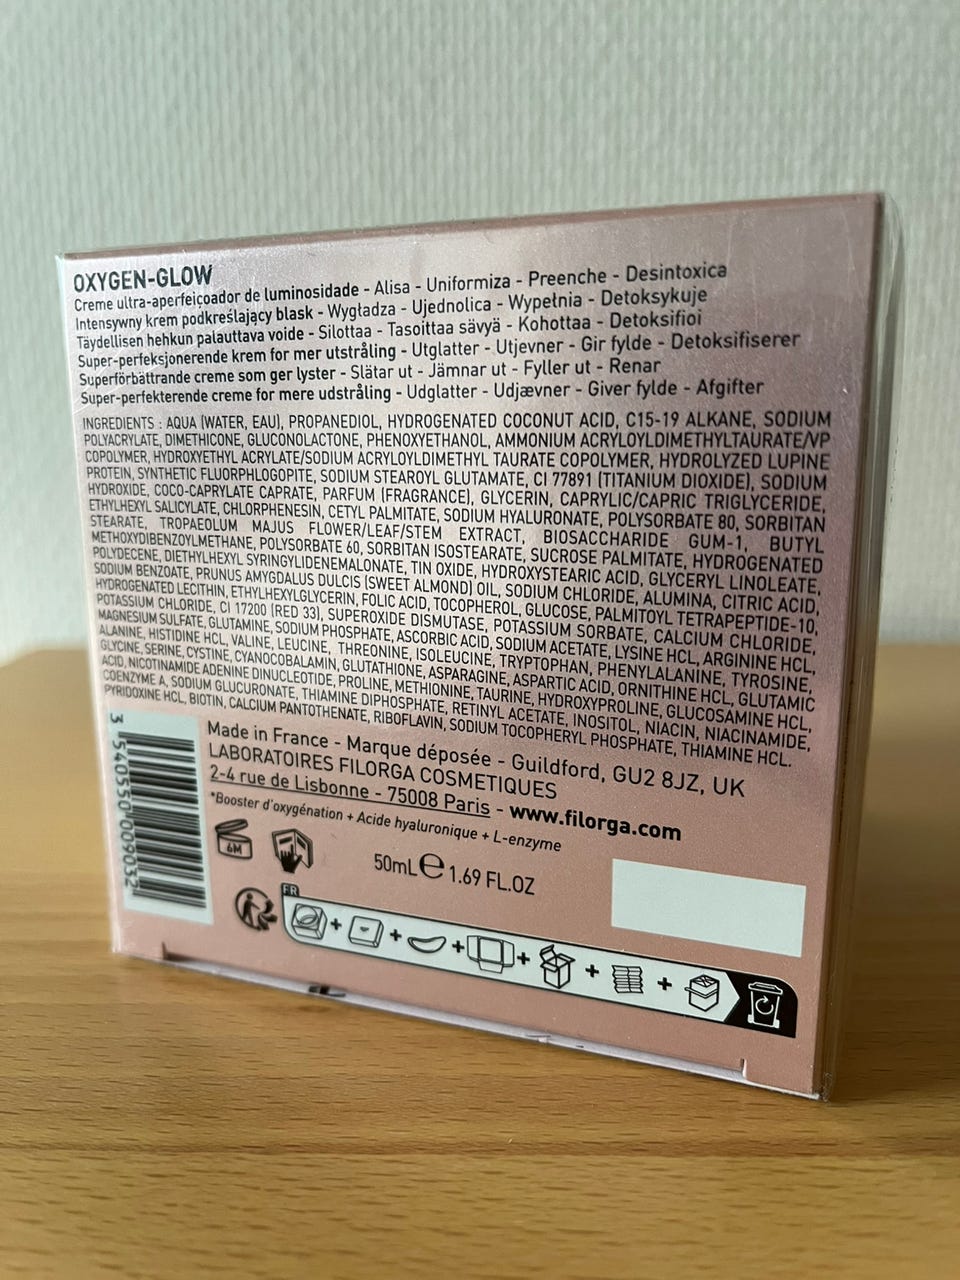 OXYGEN-GLOW
Creme ultra-aperfeiçoador de luminosidade - Alisa - Uniformiza - Preenche - Desintoxica
Intensywny krem podkreślający blask - Wygładza - Ujednolica - Wypełnia - Detoksykuje
Täydellisen hehkun palauttava voide - Silottaa - Tasoittaa sävyä - Kohottaa - Detoksifioi
Super-perfeksjonerende krem for mer utstråling - Utglatter - Utjevner - Gir fylde - Detoksifiserer
Superförbättrande creme som ger lyster - Slätar ut - Jämnar ut - Fyller ut - Renar
Super-perfekterende creme for mere udstråling - Udglatter - Udjævner - Giver fylde - Afgifter
INGREDIENTS : AQUA (WATER, EAU), PROPANEDIOL, HYDROGENATED COCONUT ACID, C15-19 ALKANE, SODIUM
POLYACRYLATE, DIMETHICONE, GLUCONOLACTONE, PHENOXYETHANOL, AMMONIUM ACRYLOYLDIMETHYLTAURATE/VP
COPOLYMER, HYDROXYETHYL ACRYLATE/SODIUM ACRYLOYLDIMETHYL TAURATE COPOLYMER, HYDROLYZED LUPINE
PROTEIN, SYNTHETIC FLUORPHLOGOPITE, SODIUM STEAROYL GLUTAMATE, CI 77891 (TITANIUM DIOXIDE), SODIUM
HYDROXIDE, COCO-CAPRYLATE CAPRATE, PARFUM (FRAGRANCE), GLYCERIN, CAPRYLIC/CAPRIC TRIGLYCERIDE,
ETHYLHEXYL SALICYLATE, CHLORPHENESIN, CETYL PALMITATE, SODIUM HYALURONATE, POLYSORBATE 80, SORBITAN
STEARATE, TROPAEOLUM MAJUS FLOWER/LEAF/STEM EXTRACT, BIOSACCHARIDE GUM-1, BUTYL
METHOXYDIBENZOYLMETHANE, POLYSORBATE 60, SORBITAN ISOSTEARATE, SUCROSE PALMITATE, HYDROGENATED
POLYDECENE, DIETHYLHEXYL SYRINGYLIDENEMALONATE, TIN OXIDE, HYDROXYSTEARIC ACID, GLYCERYL LINOLEATE,
SODIUM BENZOATE, PRUNUS AMYGDALUS DULCIS (SWEET ALMOND) OIL, SODIUM CHLORIDE, ALUMINA, CITRIC ACID,
HYDROGENATED LECITHIN, ETHYLHEXYLGLYCERIN, FOLIC ACID, TOCOPHEROL, GLUCOSE, PALMITOYL TETRAPEPTIDE-10,
POTASSIUM CHLORIDE, CI 17200 (RED 33), SUPEROXIDE DISMUTASE, POTASSIUM SORBATE, CALCIUM CHLORIDE,
MAGNESIUM SULFATE, GLUTAMINE, SODIUM PHOSPHATE, ASCORBIC ACID, SODIUM ACETATE, LYSINE HCL, ARGININE HCL,
ALANINE, HISTIDINE HCL, VALINE, LEUCINE, THREONINE, ISOLEUCINE, TRYPTOPHAN, PHENYLALANINE, TYROSINE,
GLYCINE, SERINE, CYSTINE, CYANOCOBALAMIN, GLUTATHIONE, ASPARAGINE, ASPARTIC ACID, ORNITHINE HCL, GLUTAMIC
ACID, NICOTINAMIDE ADENINE DINUCLEOTIDE, PROLINE, METHIONINE, TAURINE, HYDROXYPROLINE, GLUCOSAMINE HCL,
COENZYME A, SODIUM GLUCURONATE, THIAMINE DIPHOSPHATE, RETINYL ACETATE, INOSITOL, NIACIN, NIACINAMIDE,
PYRIDOXINE HCL, BIOTIN, CALCIUM PANTOTHENATE, RIBOFLAVIN, SODIUM TOCOPHERYL PHOSPHATE, THIAMINE HCL.
Made in France - Marque déposée - Guildford, GU2 8JZ, UK
LABORATOIRES FILORGA COSMETIQUES
2-4 rue de Lisbonne - 75008 Paris - www.filorga.com
*Booster d'oxygénation + Acide hyaluronique + L-enzyme
3 540550 009032
6M
50mL e 1.69 FL.OZ
FR
+ + + + + +